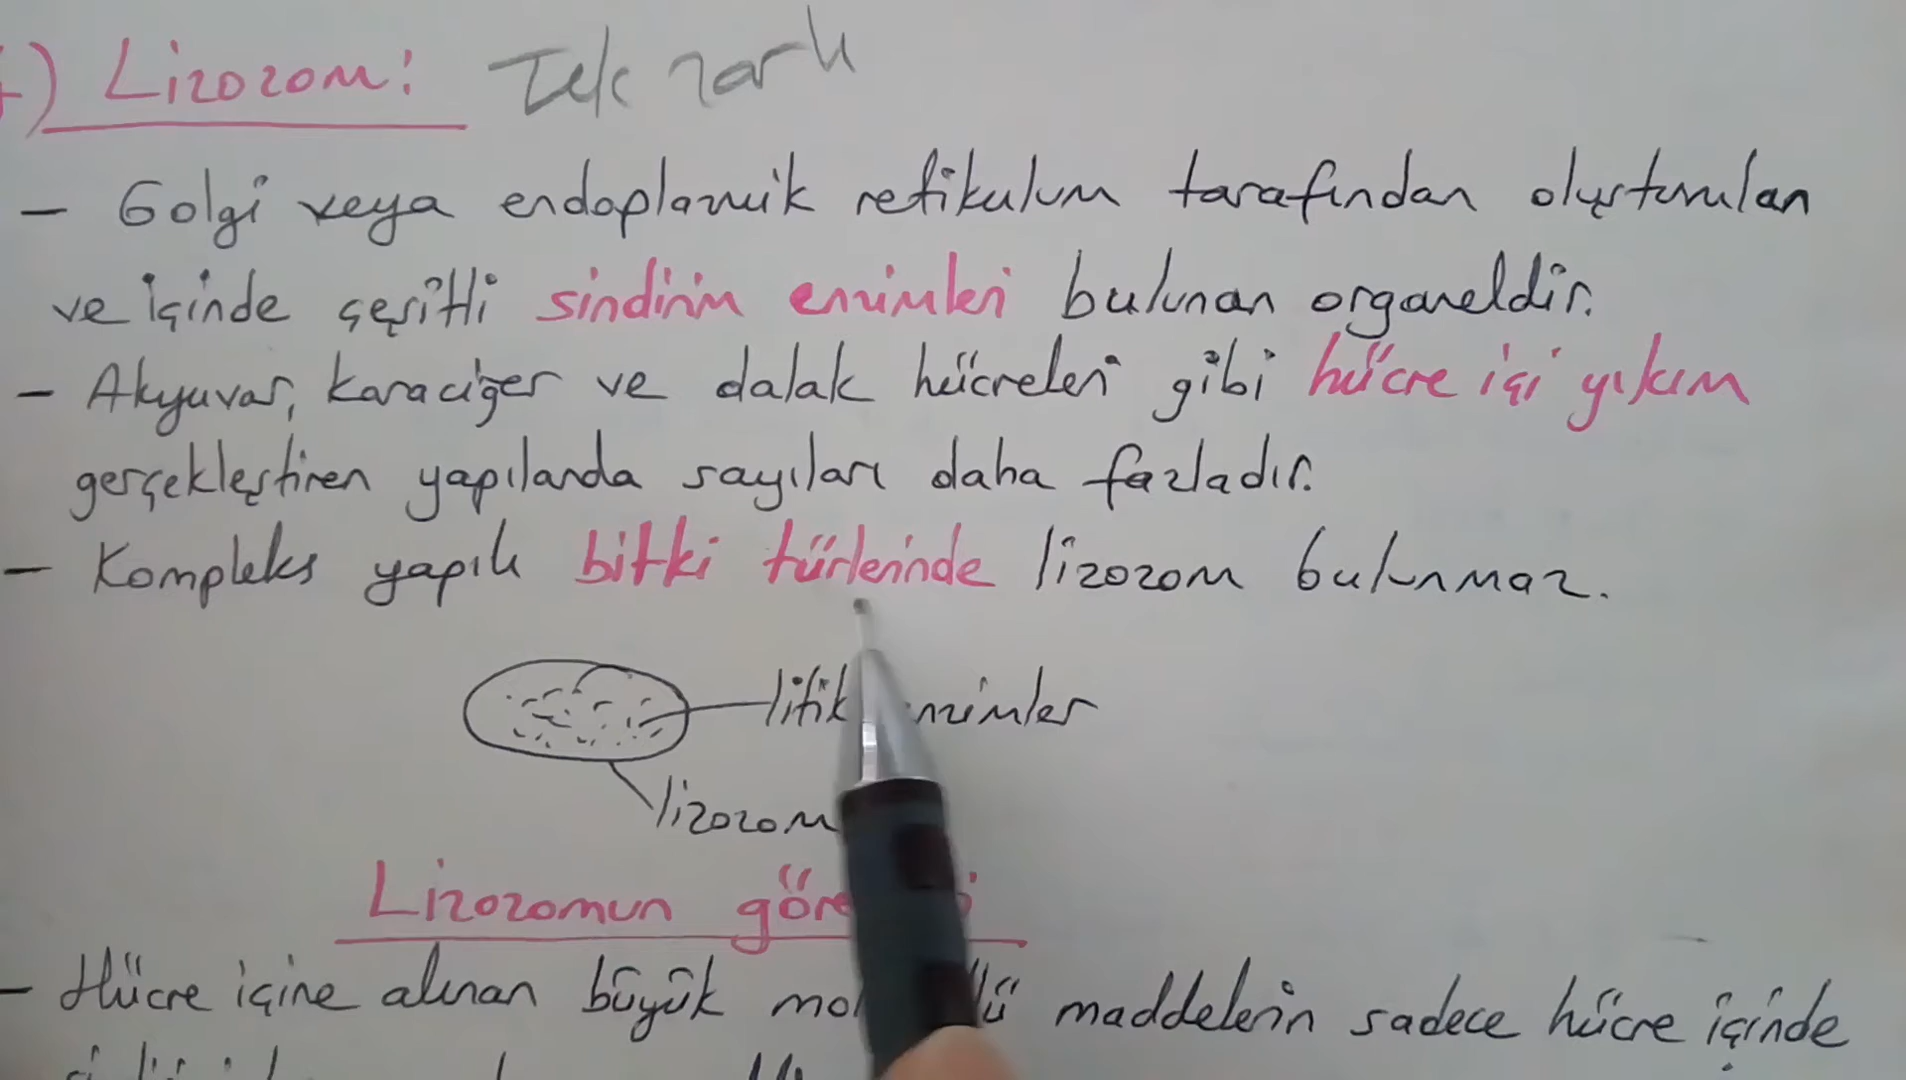 ) Lizozom: Tek zarlı
- Golgi veya endoplazmik retikulum tarafından oluşturulan
ve içinde çeşitli sindirim enzimleri bulunan organeldir.
- Akyuvar, karaciğer ve dalak hücreleri gibi hücre içi yıkım
gerçekleştiren yapılarda sayıları daha fazladır.
- Kompleks yapılı bitki türlerinde lizozom bulunmaz.
litik
lizozom
Lizozomun
- Hücre içine alınan büyük maddelerin sadece hücre içinde